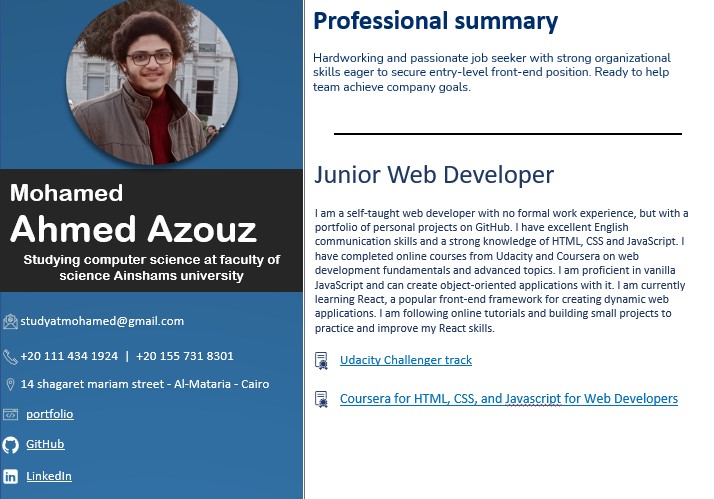 Mohamed
Ahmed Azouz
Studying computer science at faculty of
science Ainshams university
studyatmohamed@gmail.com
+20 111 434 1924 | +20 155 731 8301
14 shagaret mariam street - Al-Mataria - Cairo
portfolio
GitHub
LinkedIn
Professional summary
Hardworking and passionate job seeker with strong organizational
skills eager to secure entry-level front-end position. Ready to help
team achieve company goals.
Junior Web Developer
I am a self-taught web developer with no formal work experience, but with a
portfolio of personal projects on GitHub. I have excellent English
communication skills and a strong knowledge of HTML, CSS and JavaScript. I
have completed online courses from Udacity and Coursera on web
development fundamentals and advanced topics. I am proficient in vanilla
JavaScript and can create object-oriented applications with it. I am currently
learning React, a popular front-end framework for creating dynamic web
applications. I am following online tutorials and building small projects to
practice and improve my React skills.
Udacity Challenger track
Coursera for HTML, CSS, and Javascript for Web Developers